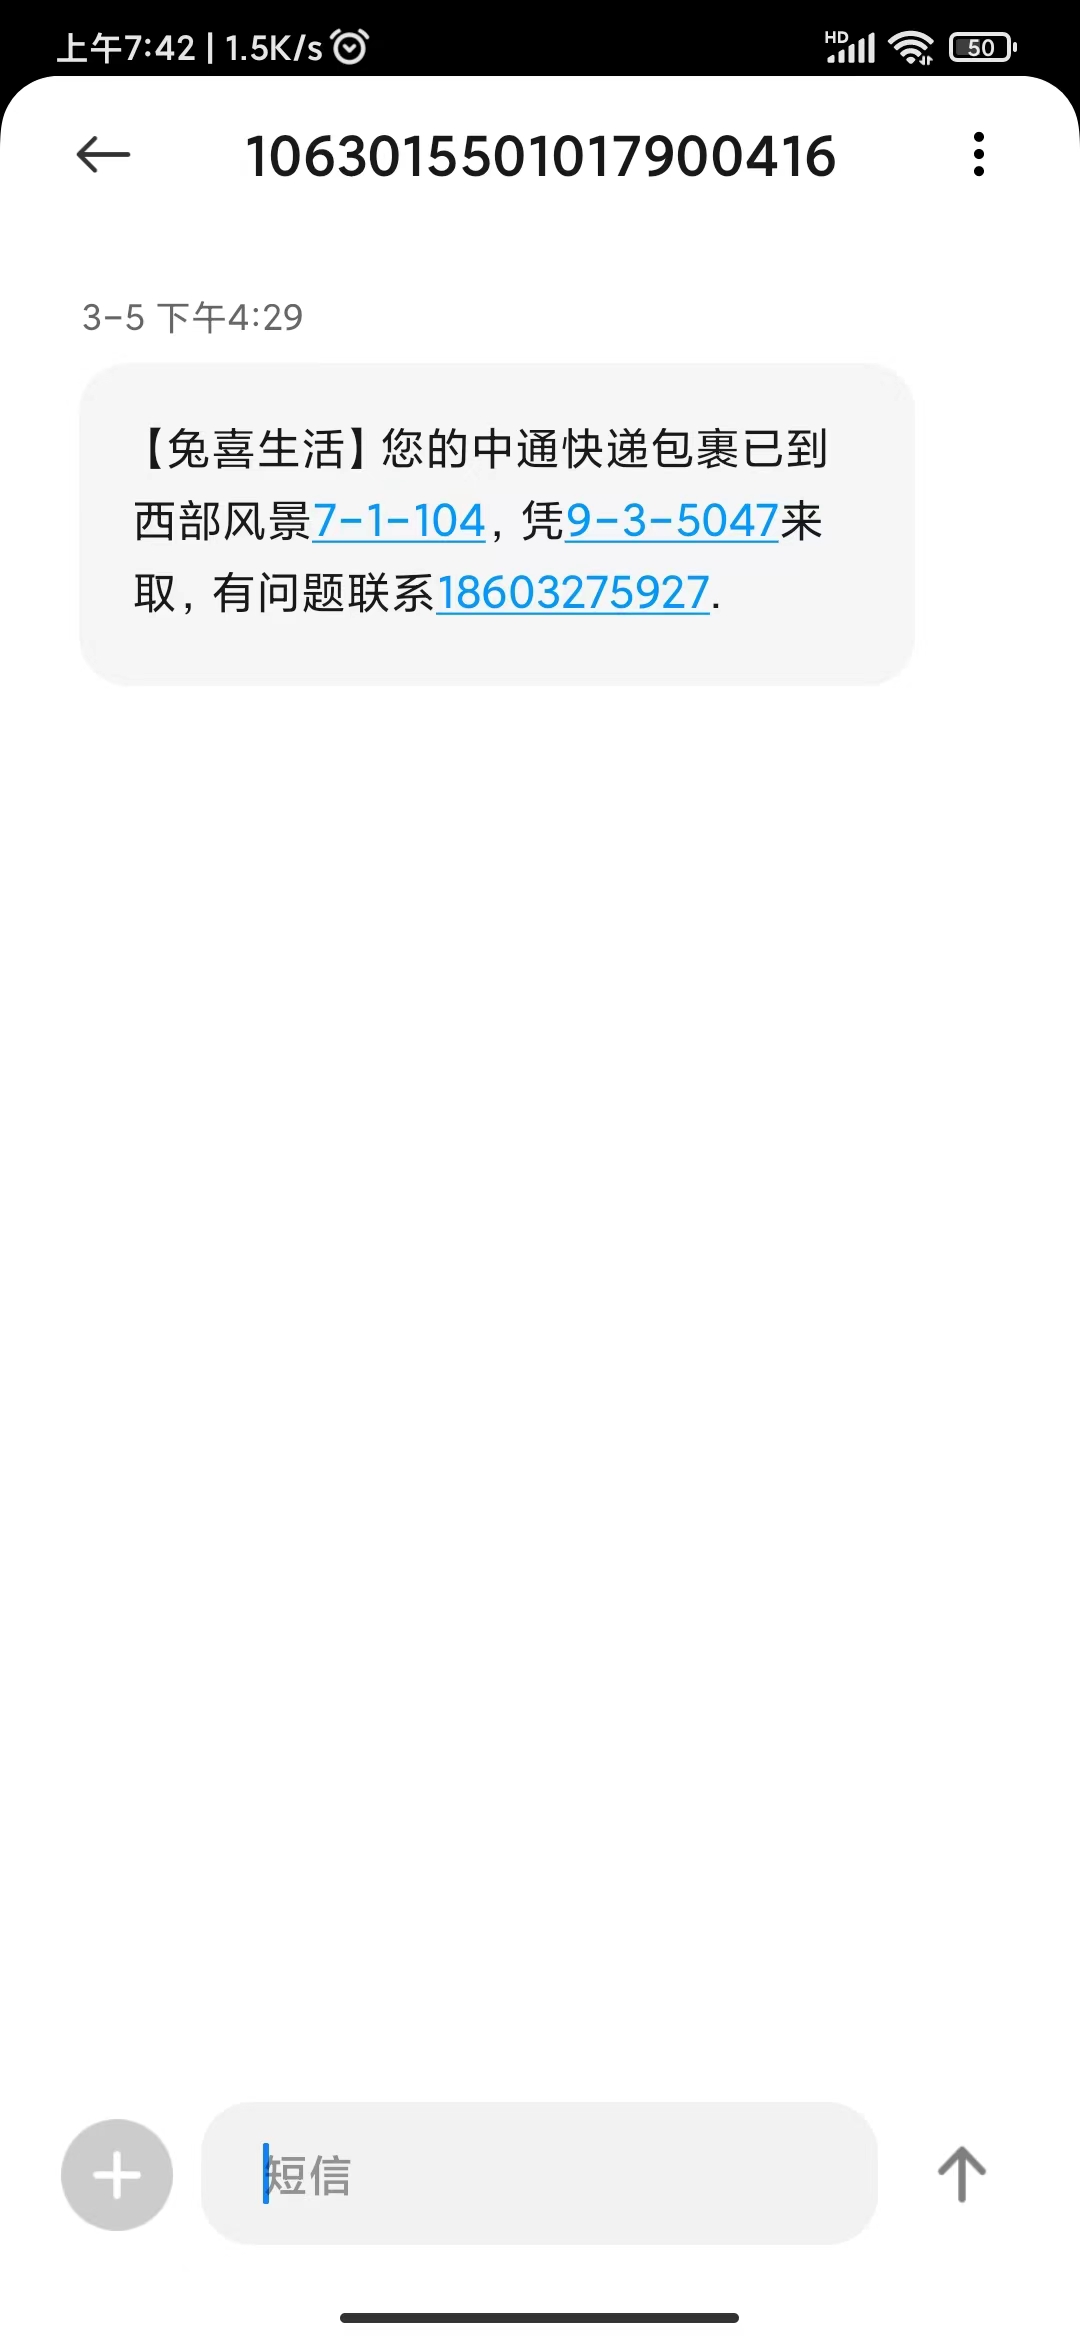 上午7:42 | 1.5K/s
HD
50
1063015501017900416
3-5 下午4:29
【兔喜生活】您的中通快递包裹已到
西部风景7-1-104, 凭9-3-5047来
取, 有问题联系18603275927.
短信